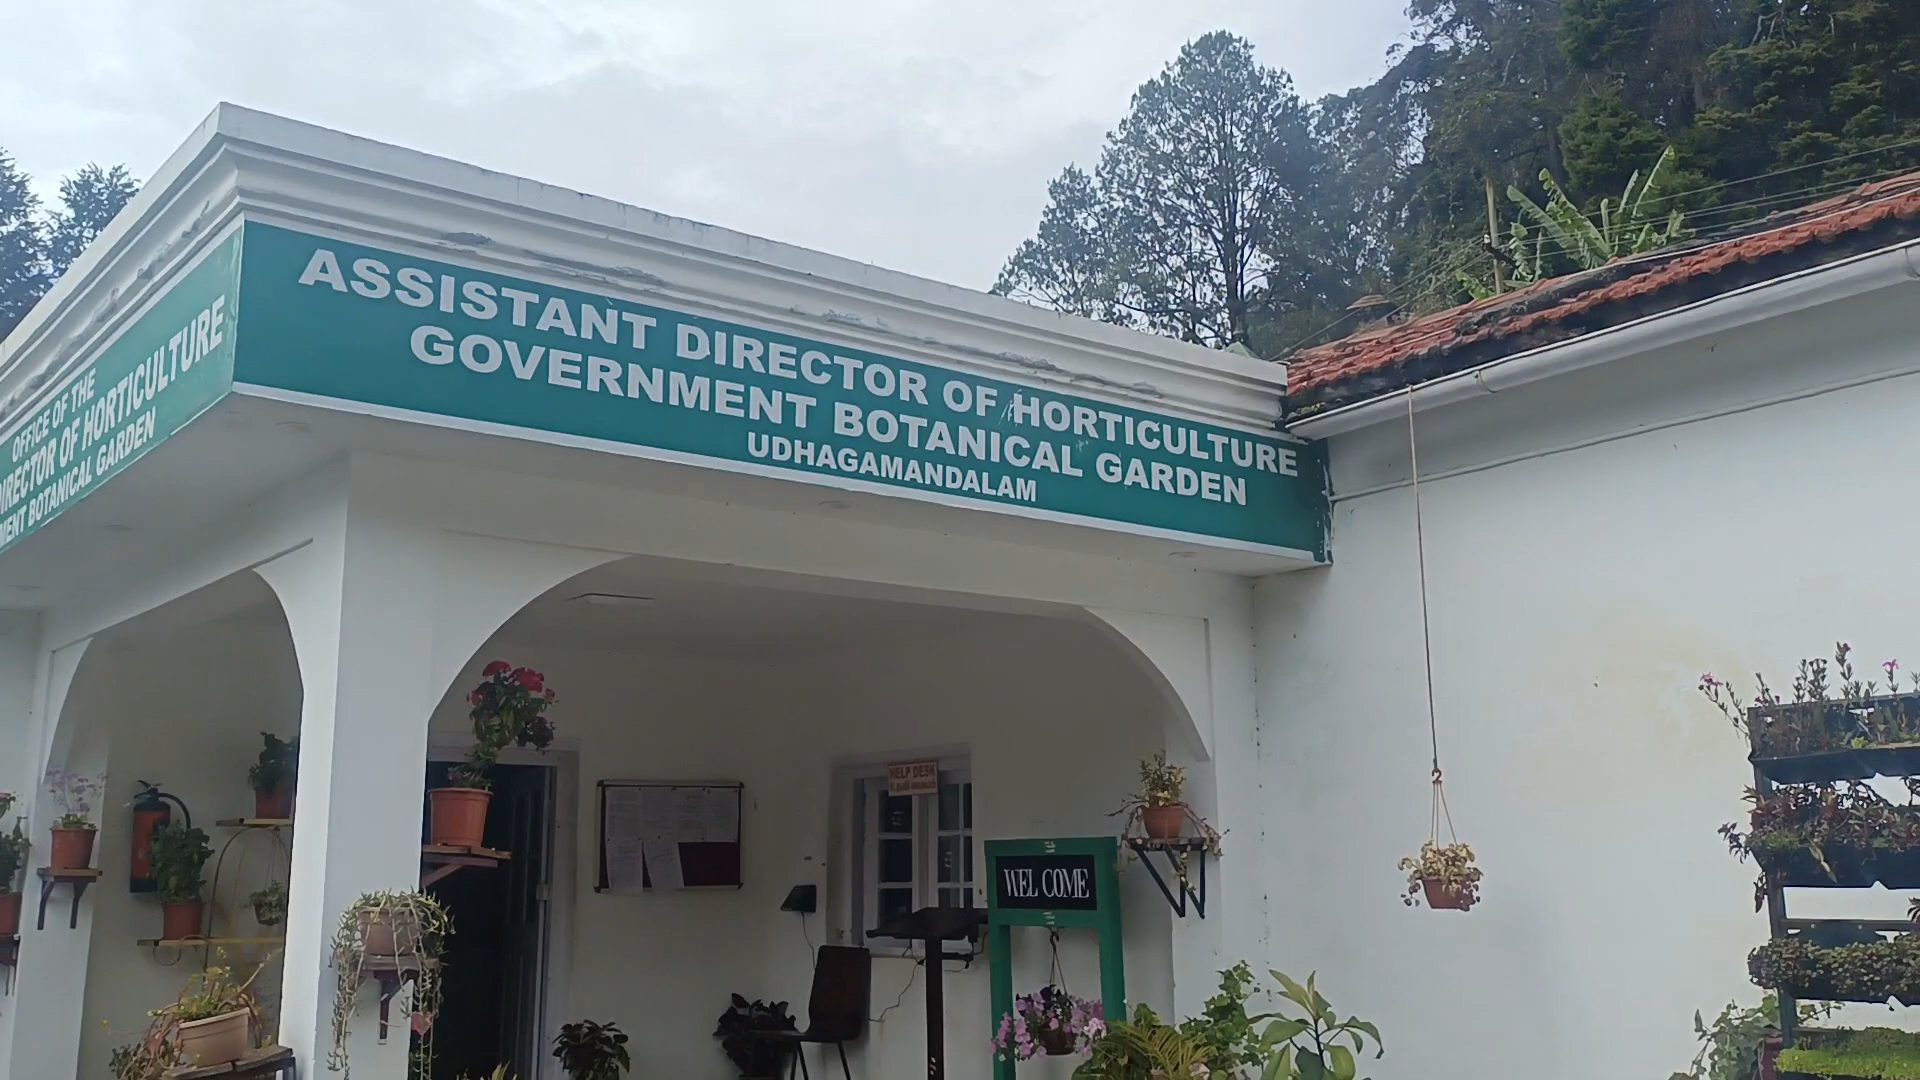 OFFICE OF THE
DIRECTOR OF HORTICULTURE
BOTANICAL GARDEN
ASSISTANT DIRECTOR OF HORTICULTURE
GOVERNMENT BOTANICAL GARDEN
UDHAGAMANDALAM
HELP DESK
WEL COME